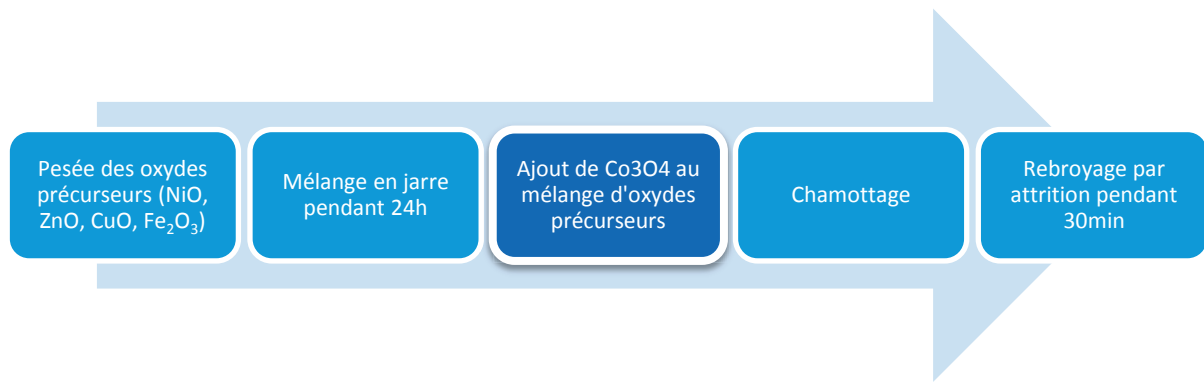 Pesée des oxydes
précurseurs (NiO,
ZnO, CuO, Fe₂O₃)
Mélange en jarre
pendant 24h
Ajout de Co3O4 au
mélange d'oxydes
précurseurs
Chamottage
Rebroyage par
attrition pendant
30min